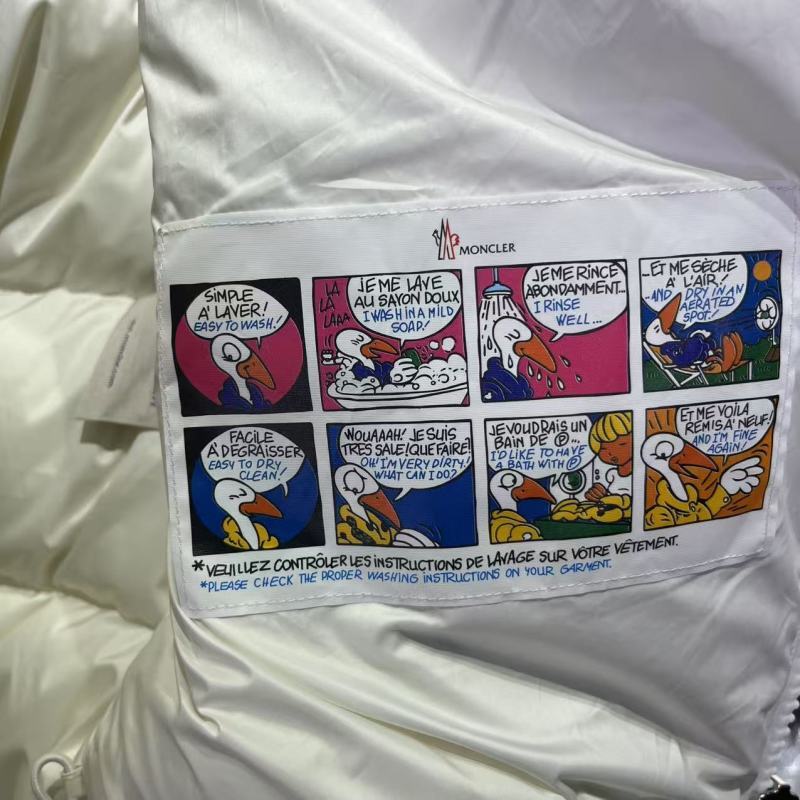 MONCLER
SIMPLE
A' LAVER!
EASY TO WASH!
LA
LA
LAAA
JE ME LAVE
AU SAVON DOUX
I WASH IN A MILD
SOAP!
JE ME RINCE
ABONDAMMENT...
I RINSE
WELL...
...ET ME SÈCHE
A' L'AIR!
...AND DRY IN AN
AERATED
SPOT!
FACILE
A' DÉGRAISSER
EASY TO DRY
CLEAN!
WOUAAAH! JE SUIS
TRES SALE! QUE FAIRE?
OH! I'M VERY DIRTY!
WHAT CAN I DO?
JE VOUDRAIS UN
BAIN DE Ⓟ...
I'D LIKE TO HAVE
A BATH WITH Ⓟ
ET ME VOILA
REMIS A' NEUF!
AND I'M FINE
AGAIN!
*VEUILLEZ CONTRÔLER LES INSTRUCTIONS DE LAVAGE SUR VÔTRE VÊTEMENT.
*PLEASE CHECK THE PROPER WASHING INSTRUCTIONS ON YOUR GARMENT.